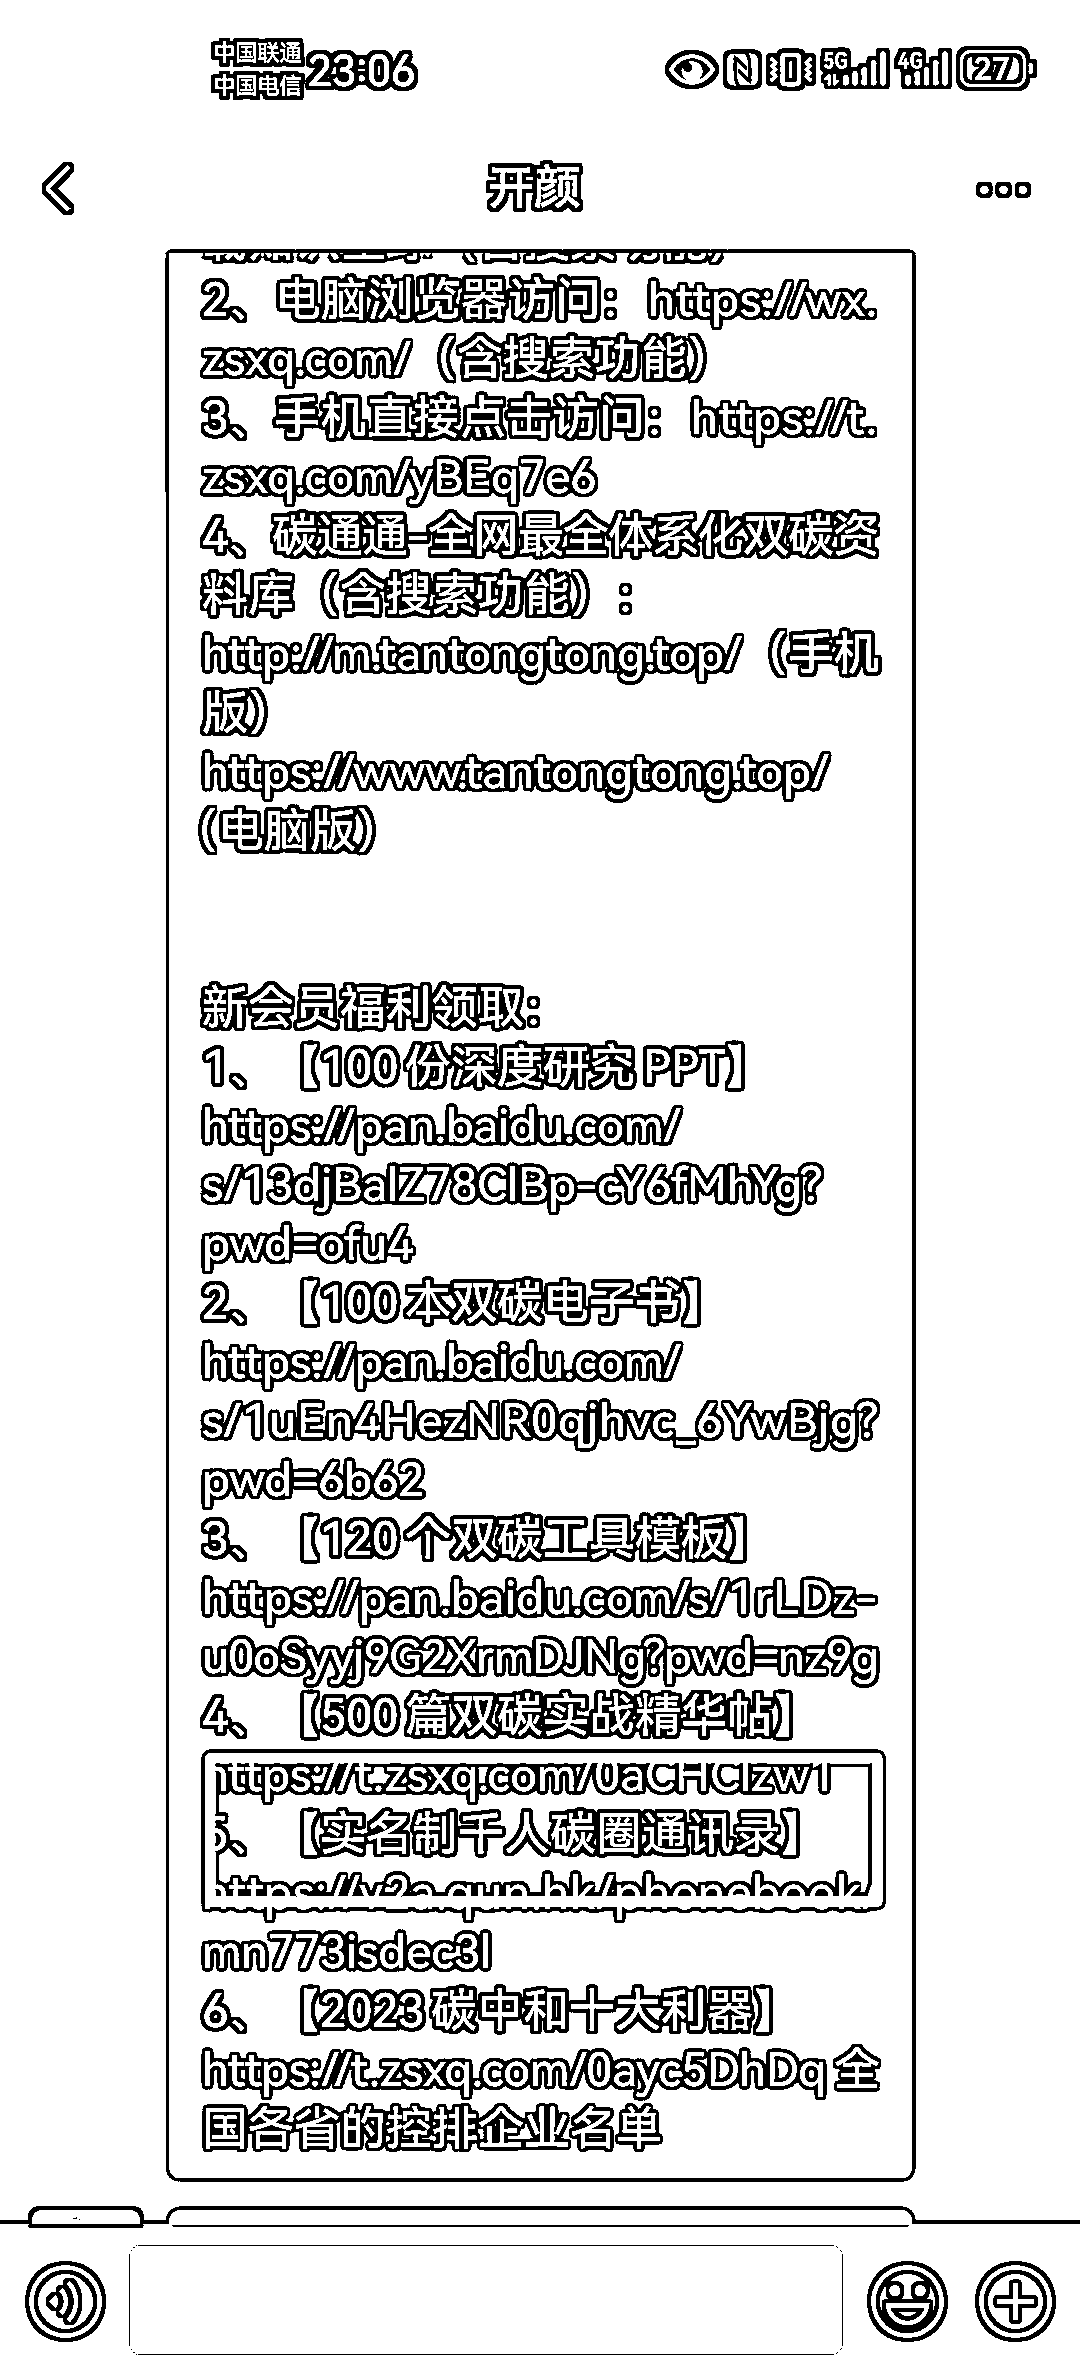 中国联通
中国电信
23:06
5G
4G
27
开颜
2、电脑浏览器访问：https://wx.
zsxq.com/（含搜索功能）
3、手机直接点击访问：https://t.
zsxq.com/yBEq7e6
4、碳通通-全网最全体系化双碳资
料库（含搜索功能）：
http://m.tantongtong.top/（手机
版）
https://www.tantongtong.top/
（电脑版）
新会员福利领取：
1、【100份深度研究PPT】
https://pan.baidu.com/
s/13djBalZ78ClBp-cY6fMhYg?
pwd=ofu4
2、【100本双碳电子书】
https://pan.baidu.com/
s/1uEn4HezNR0qjhvc_6YwBjg?
pwd=6b62
3、【120个双碳工具模板】
https://pan.baidu.com/s/1rLDz-
u0oSyyj9G2XrmDJNg?pwd=nz9g
4、【500篇双碳实战精华帖】
https://t.zsxq.com/0aCHCIzw1
5、【实名制千人碳圈通讯录】
https://y2a.qun.hk/phonebook/
mn773isdec3l
6、【2023碳中和十大利器】
https://t.zsxq.com/0ayc5DhDq 全
国各省的控排企业名单